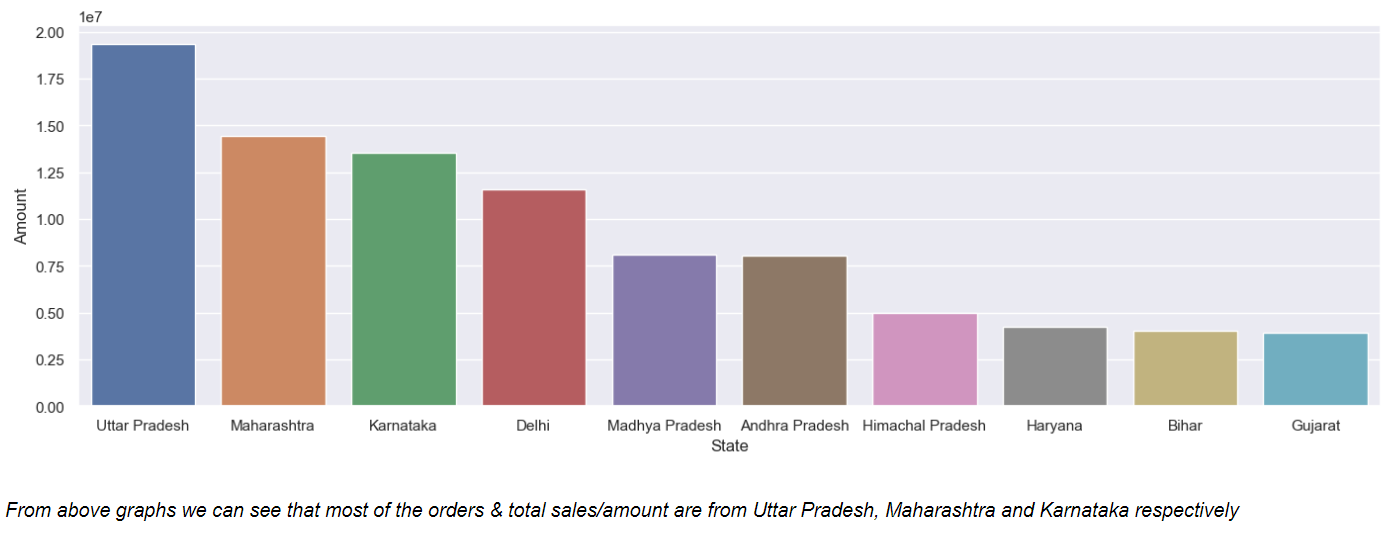 1e7
2.00
1.75
1.50
1.25
1.00
0.75
0.50
0.25
0.00
Amount
Uttar Pradesh Maharashtra Karnataka Delhi Madhya Pradesh Andhra Pradesh Himachal Pradesh Haryana Bihar Gujarat
State
From above graphs we can see that most of the orders & total sales/amount are from Uttar Pradesh, Maharashtra and Karnataka respectively